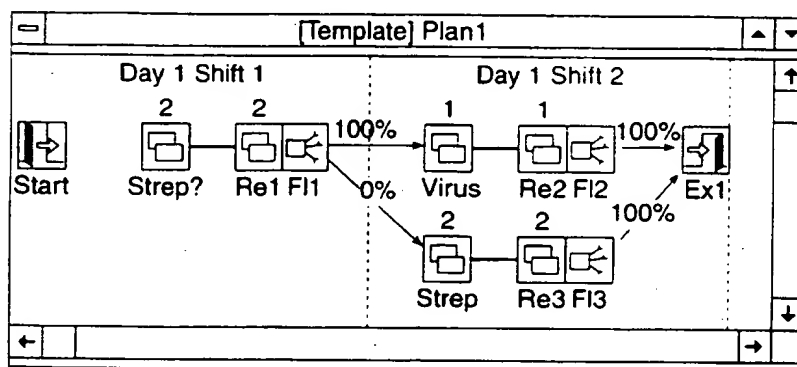 [Template] Plan1
Day 1 Shift 1 Day 1 Shift 2
2 2 1 1
100% 100%
Start Strep? Re1 Fl1 0% Virus Re2 Fl2 Ex1
2 2 100%
Strep Re3 Fl3